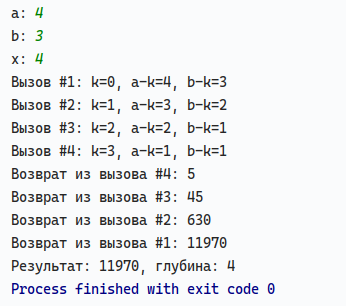 a: 4
b: 3
x: 4
Вызов #1: k=0, a-k=4, b-k=3
Вызов #2: k=1, a-k=3, b-k=2
Вызов #3: k=2, a-k=2, b-k=1
Вызов #4: k=3, a-k=1, b-k=1
Возврат из вызова #4: 5
Возврат из вызова #3: 45
Возврат из вызова #2: 630
Возврат из вызова #1: 11970
Результат: 11970, глубина: 4
Process finished with exit code 0